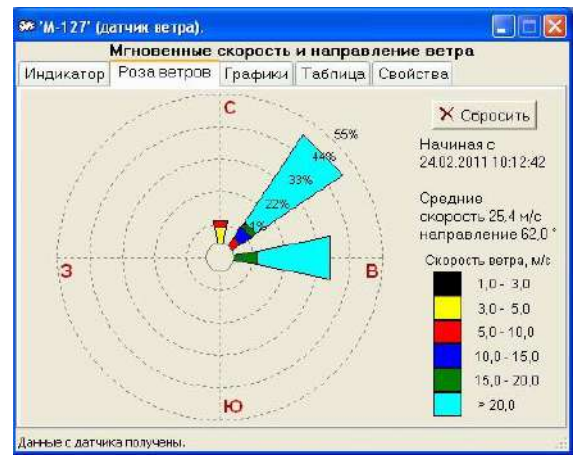 'М-127' (датчик ветра).
Мгновенные скорость и направление ветра
Индикатор Роза ветров Графики Таблица Свойства
С
55%
44%
33%
22%
З
В
Ю
Сбросить
Начиная с
24.02.2011 10:12:42
Средние
скорость 25,4 м/с
направление 62,0 °
Скорость ветра, м/с
1,0 - 3,0
3,0 - 5,0
5,0 - 10,0
10,0 - 15,0
15,0 - 20,0
> 20,0
Данные с датчика получены.